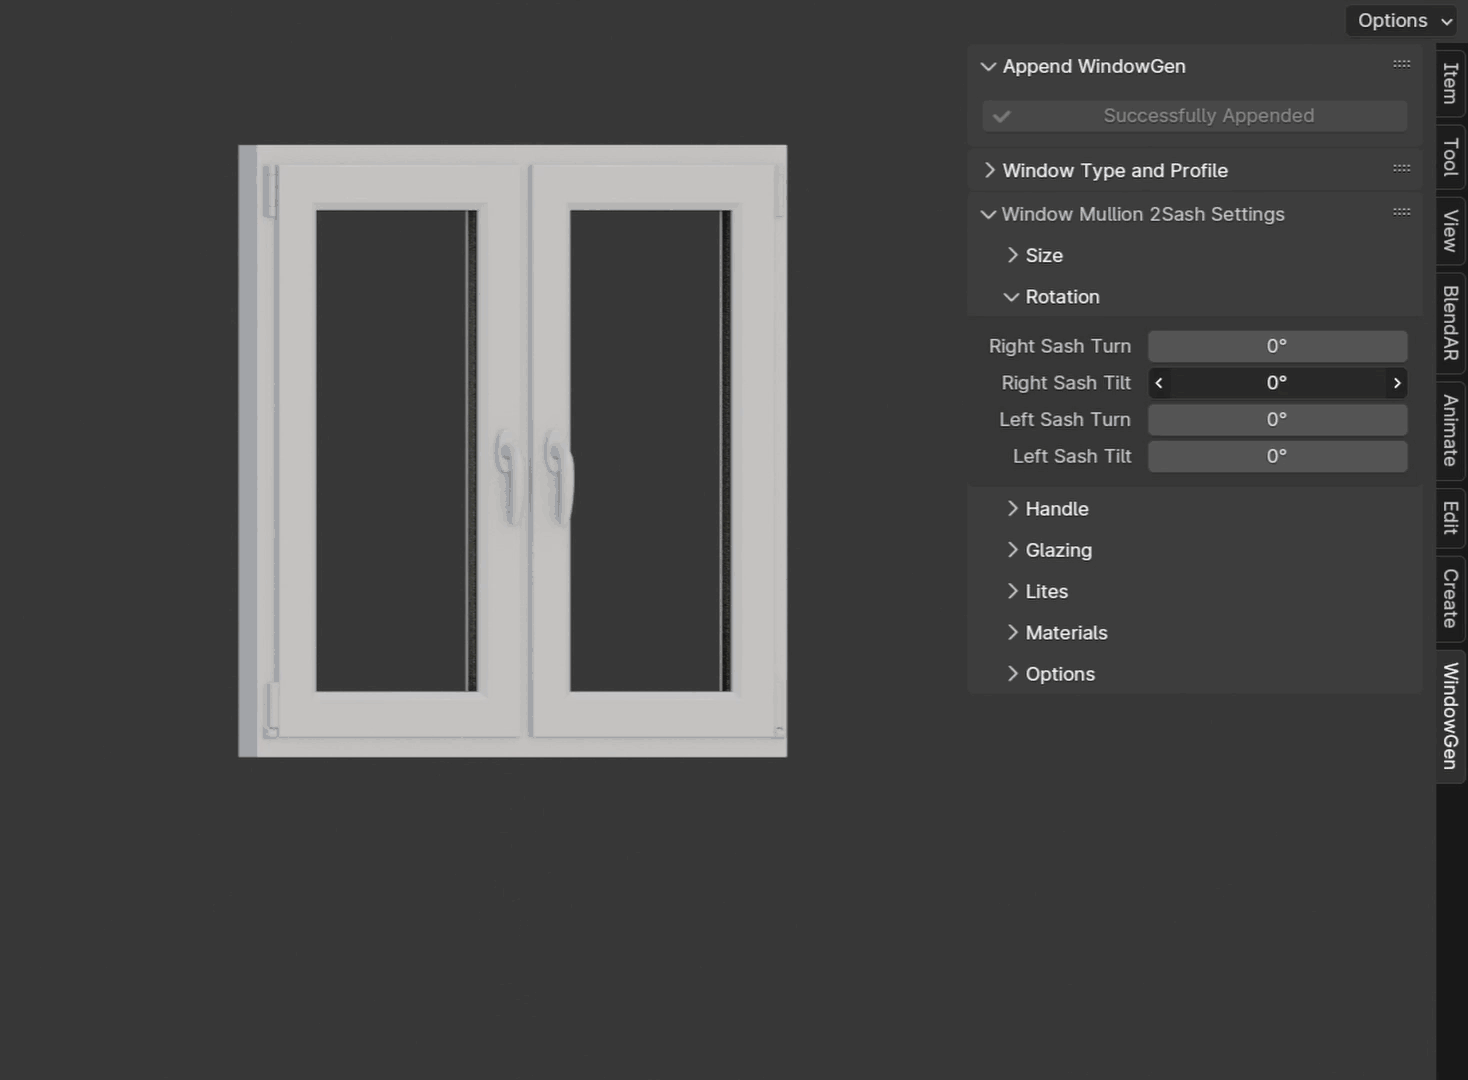 Options
Append WindowGen
Successfully Appended
Window Type and Profile
Window Mullion 2Sash Settings
Size
Rotation
Right Sash Turn 0°
Right Sash Tilt 0°
Left Sash Turn 0°
Left Sash Tilt 0°
Handle
Glazing
Lites
Materials
Options
Item
Tool
View
BlendAR
Animate
Edit
Create
WindowGen